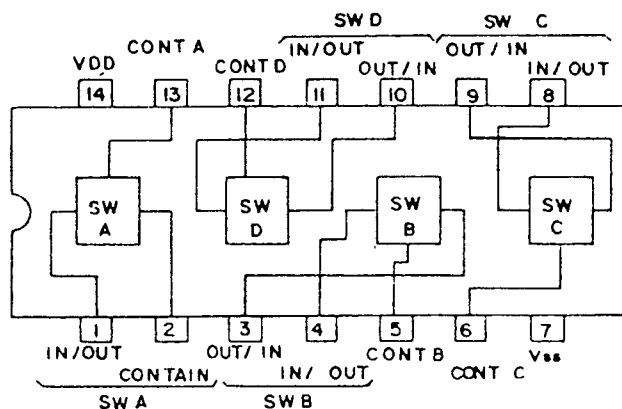 SW D SW C
CONT A IN/OUT OUT/IN
VDD CONT D OUT/IN IN/OUT
14 13 12 11 10 9 8
SW A
SW D
SW B
SW C
1 2 3 4 5 6 7
IN/OUT OUT/IN CONT B Vss
CONTAIN IN/ OUT CONT C
SW A SW B